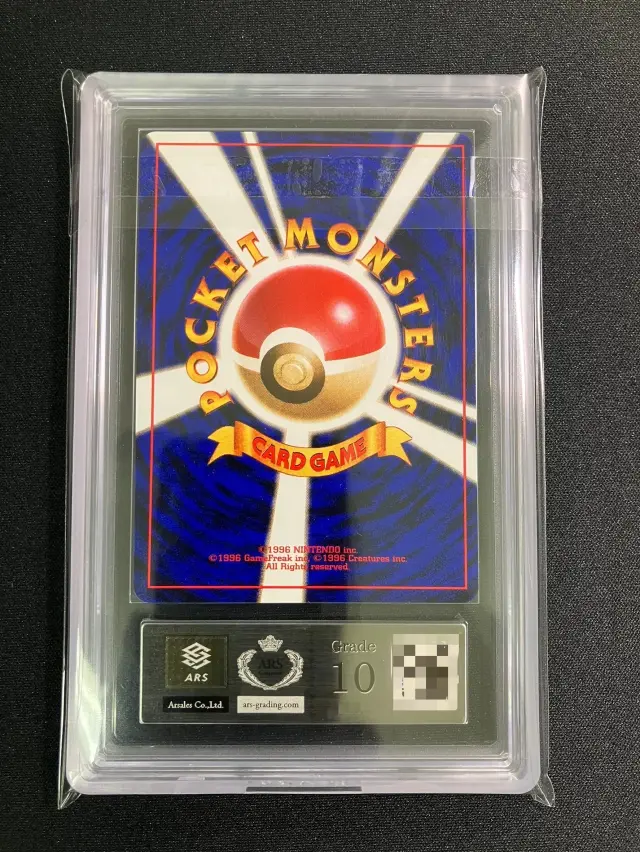 POCKET MONSTERS
CARD GAME
©1996 NINTENDO inc.
©1996 GameFreak inc. ©1996 Creatures inc.
All Rights reserved.
ARS
Arsales Co.,Ltd.
ARS
ars-grading.com
Grade
10